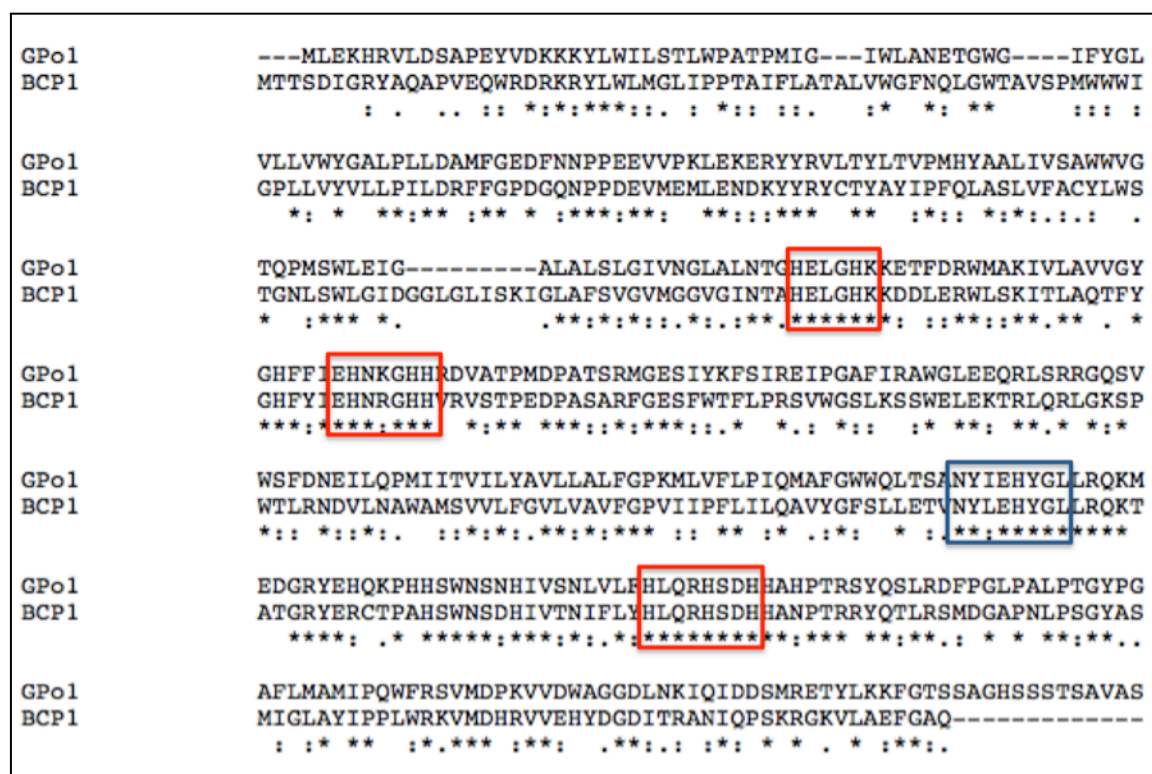 GPo1 ---MLEKHRVLDSAPEYVDKKKYLWILSTLWPATPMIG---IWLANETGWG----IFYGL
BCP1 MTTSDIGRYAQAPVEQWRDRKRYLWLMGLIPPTAIFLATALVWGFNQLGWTAVSPMWWWI
: . .. :: *:*:***::. : *::. ::. :* *: ** ::: :
GPo1 VLLVWYGALPLLDAMFGEDFNNPPEEVVPKLEKERYYRVLTYLTVPMHYAALIVSAWWVG
BCP1 GPLLVYVLLPILDRFFGPDGQNPPDEVMEMLENDKYYRYCTYAYIPFQLASLVFACYLWS
*: * **:** :** * :***:**: **:::*** ** :*:: *:*:.:.: .
GPo1 TQPMSWLEIG---------ALALSLGIVNGLALNTGHELGHKKETFDRWMAKIVLAVVGY
BCP1 TGNLSWLGIDGGLGLISKIGLAFSVGVMGGVGINTAHELGHKKDDLERWLSKITLAQTFY
* :*** *. .**:*:*::.*:.:**.*******: ::**::**.** . *
GPo1 GHFFIEHNKGHHRDVATPMDPATSRMGESIYKFSIREIPGAFIRAWGLEEQRLSRRGQSV
BCP1 GHFYIEHNRGHHVRVSTPEDPASARFGESFWTFLPRSVWGSLKSSWELEKTRLQRLGKSP
***:****:*** *:** ***::*:***::.* *.: *:: :* **: **.* *:*
GPo1 WSFDNEILQPMIITVILYAVLLALFGPKMLVFLPIQMAFGWWQLTSANYIEHYGLLRQKM
BCP1 WTLRNDVLNAWAMSVVLFGVLVAVFGPVIIPFLILQAVYGFSLLETVNYLEHYGLLRQKT
*:: *::*:. ::*:*:.**:*:*** :: ** :* .:*: * :.**:*********
GPo1 EDGRYEHQKPHHSWNSNHIVSNLVLFHLQRHSDHHAHPTRSYQSLRDFPGLPALPTGYPG
BCP1 ATGRYERCTPAHSWNSDHIVTNIFLYHLQRHSDHHANPTRRYQTLRSMDGAPNLPSGYAS
****: .* *****:***:*:.*:**********:*** **:**.: * * **:**..
GPo1 AFLMAMIPQWFRSVMDPKVVDWAGGDLNKIQIDDSMRETYLKKFGTSSAGHSSSTSAVAS
BCP1 MIGLAYIPPLWRKVMDHRVVEHYDGDITRANIQPSKRGKVLAEFGAQ-------------
: :* ** :*.*** :**: .**:.: :*: * * . * :**:.